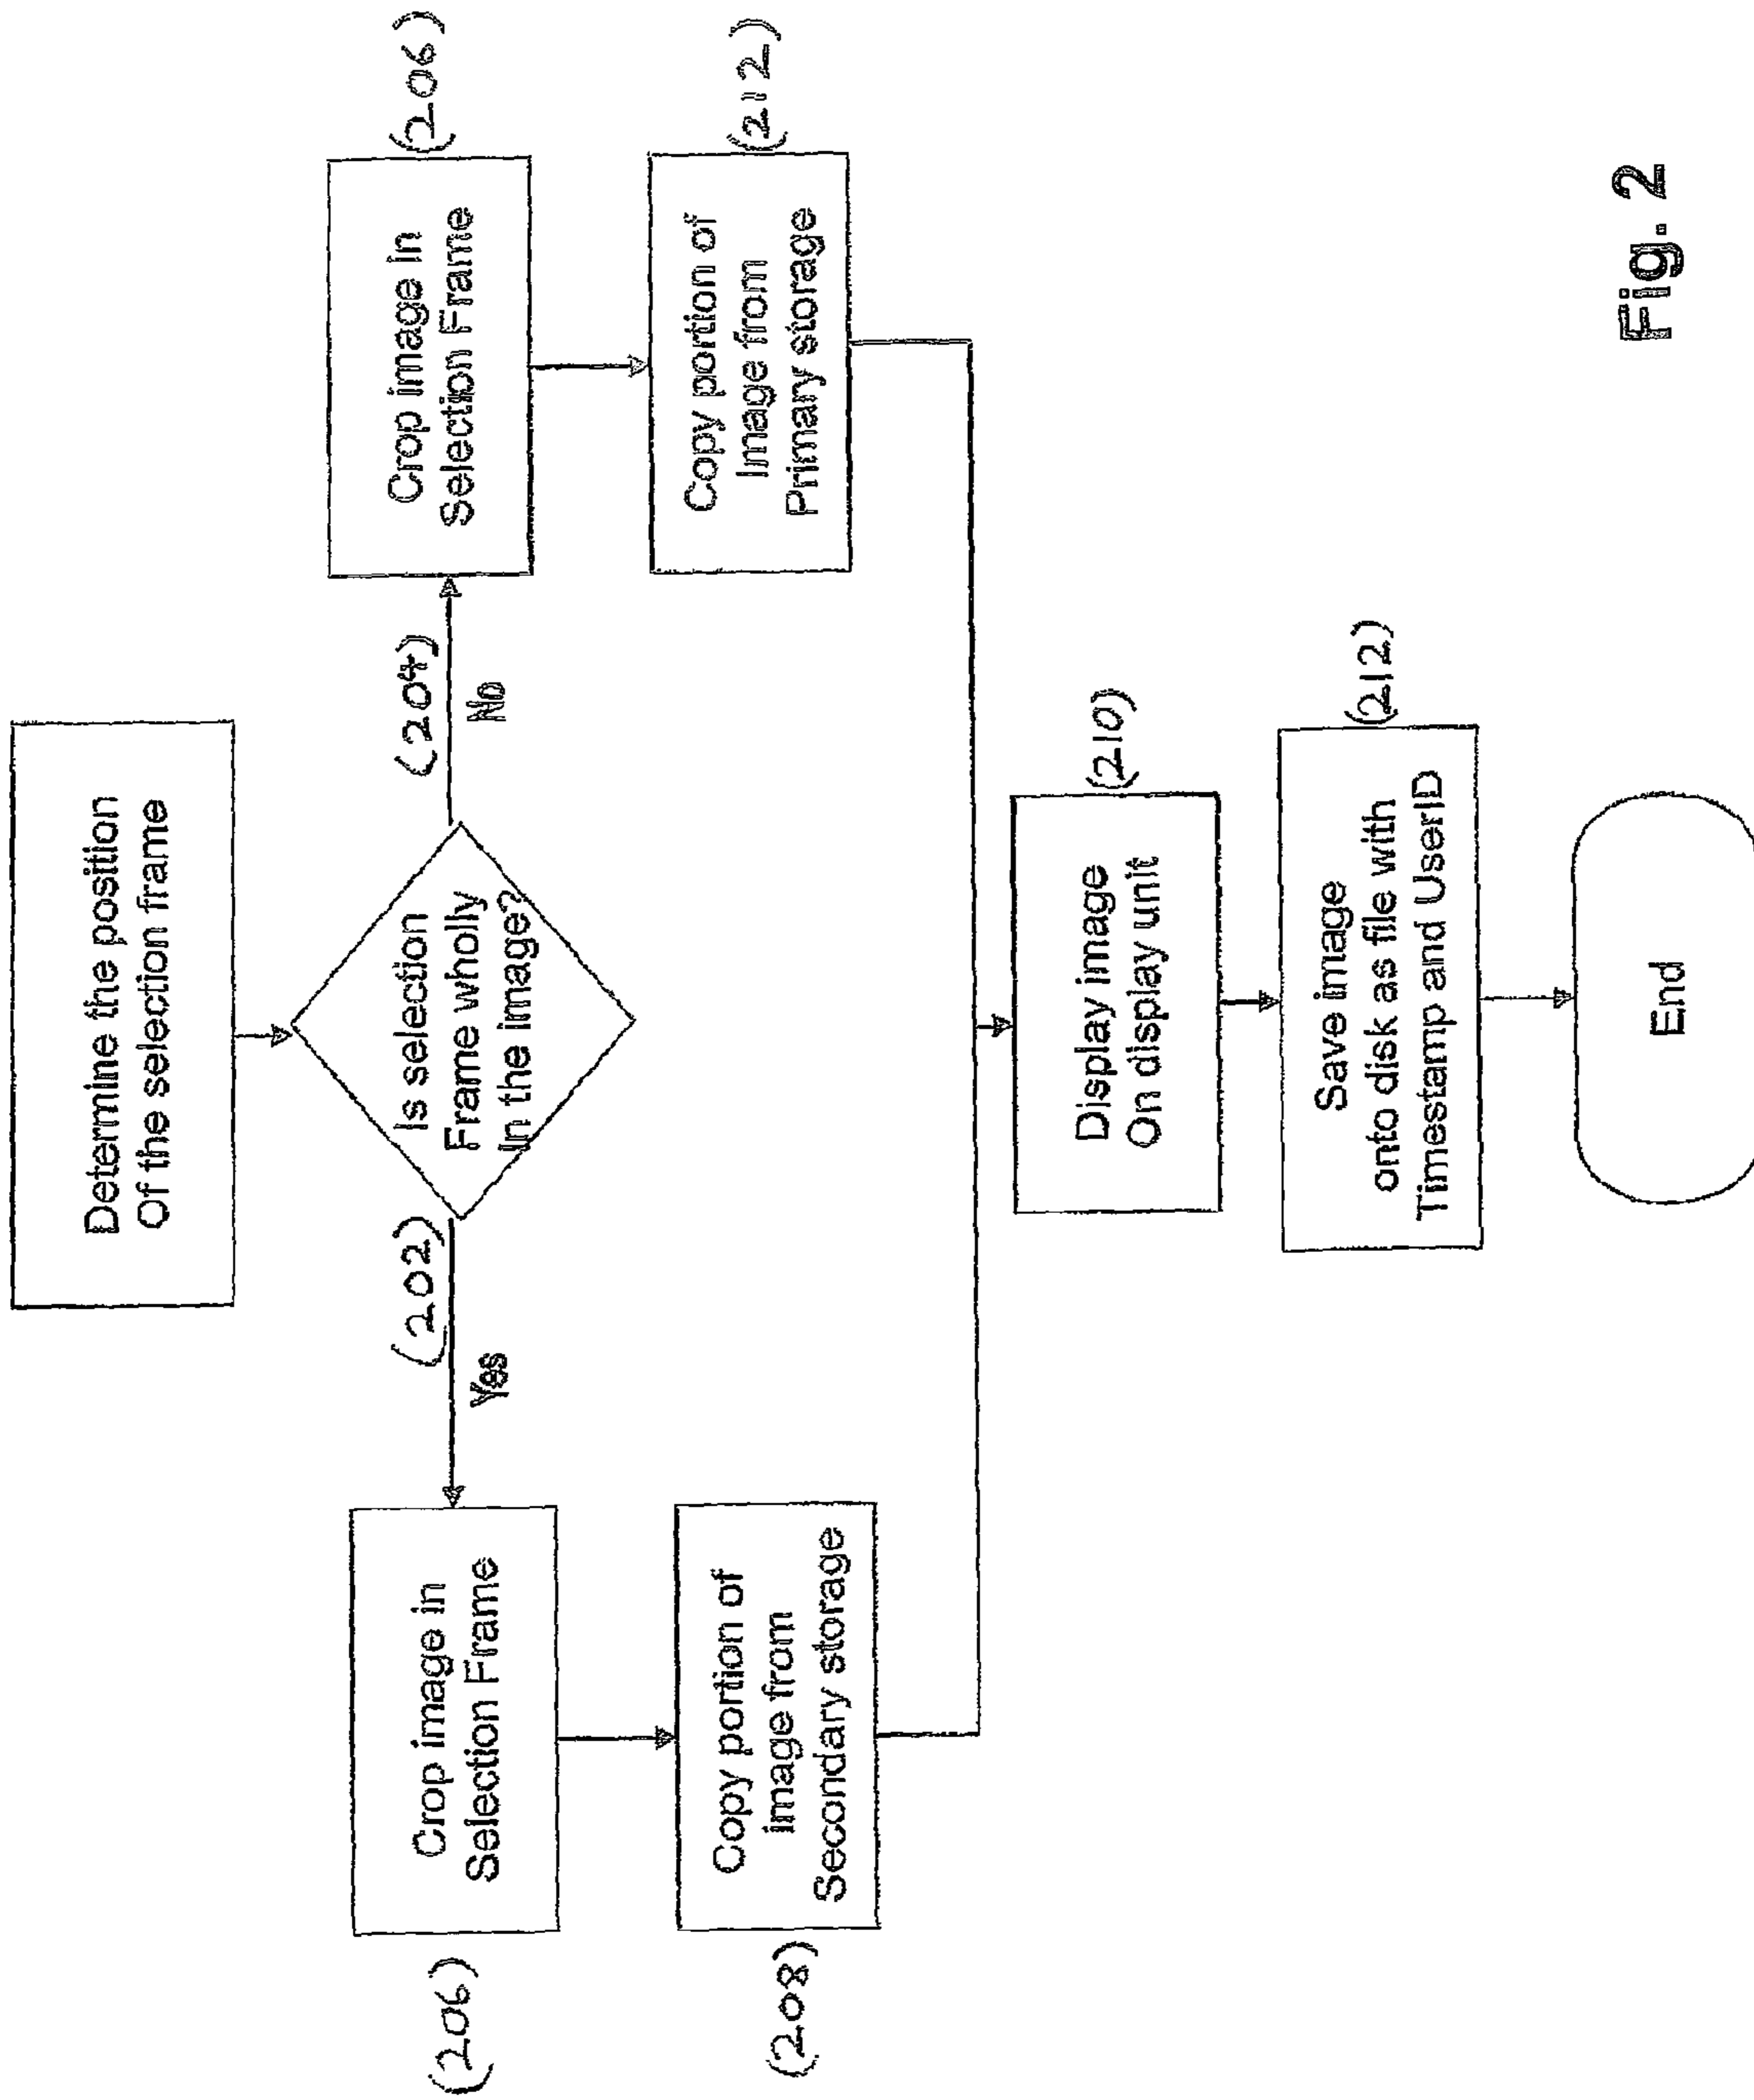 Determine the position
Of the selection frame
Is selection
Frame wholly
In the image?
(202)
Yes
(204)
No
(206)
Crop image in
Selection Frame
(208)
Copy portion of
image from
Secondary storage
Crop image in
Selection Frame
(206)
Copy portion of
Image from
Primary storage
(212)
Display image
On display unit
(210)
Save image
onto disk as file with
Timestamp and UserID
(212)
End
Fig. 2